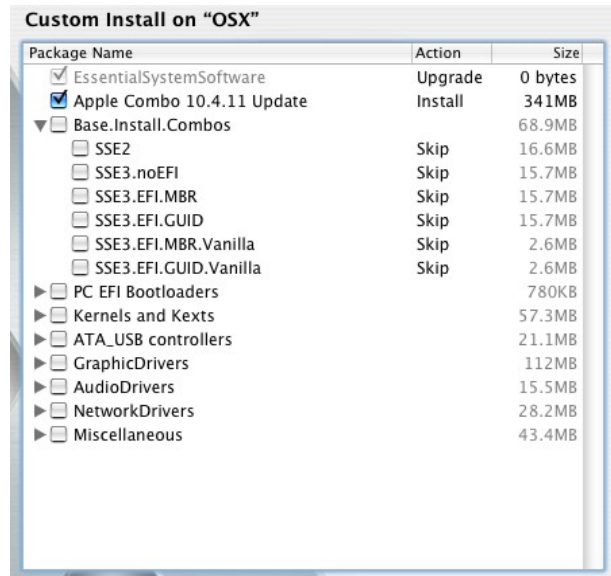 Custom Install on “OSX”
Package Name Action Size
EssentialSystemSoftware Upgrade 0 bytes
Apple Combo 10.4.11 Update Install 341MB
Base.Install.Combos 68.9MB
SSE2 Skip 16.6MB
SSE3.noEFI Skip 15.7MB
SSE3.EFI.MBR Skip 15.7MB
SSE3.EFI.GUID Skip 15.7MB
SSE3.EFI.MBR.Vanilla Skip 2.6MB
SSE3.EFI.GUID.Vanilla Skip 2.6MB
PC EFI Bootloaders 780KB
Kernels and Kexts 57.3MB
ATA_USB controllers 21.1MB
GraphicDrivers 112MB
AudioDrivers 15.5MB
NetworkDrivers 28.2MB
Miscellaneous 43.4MB